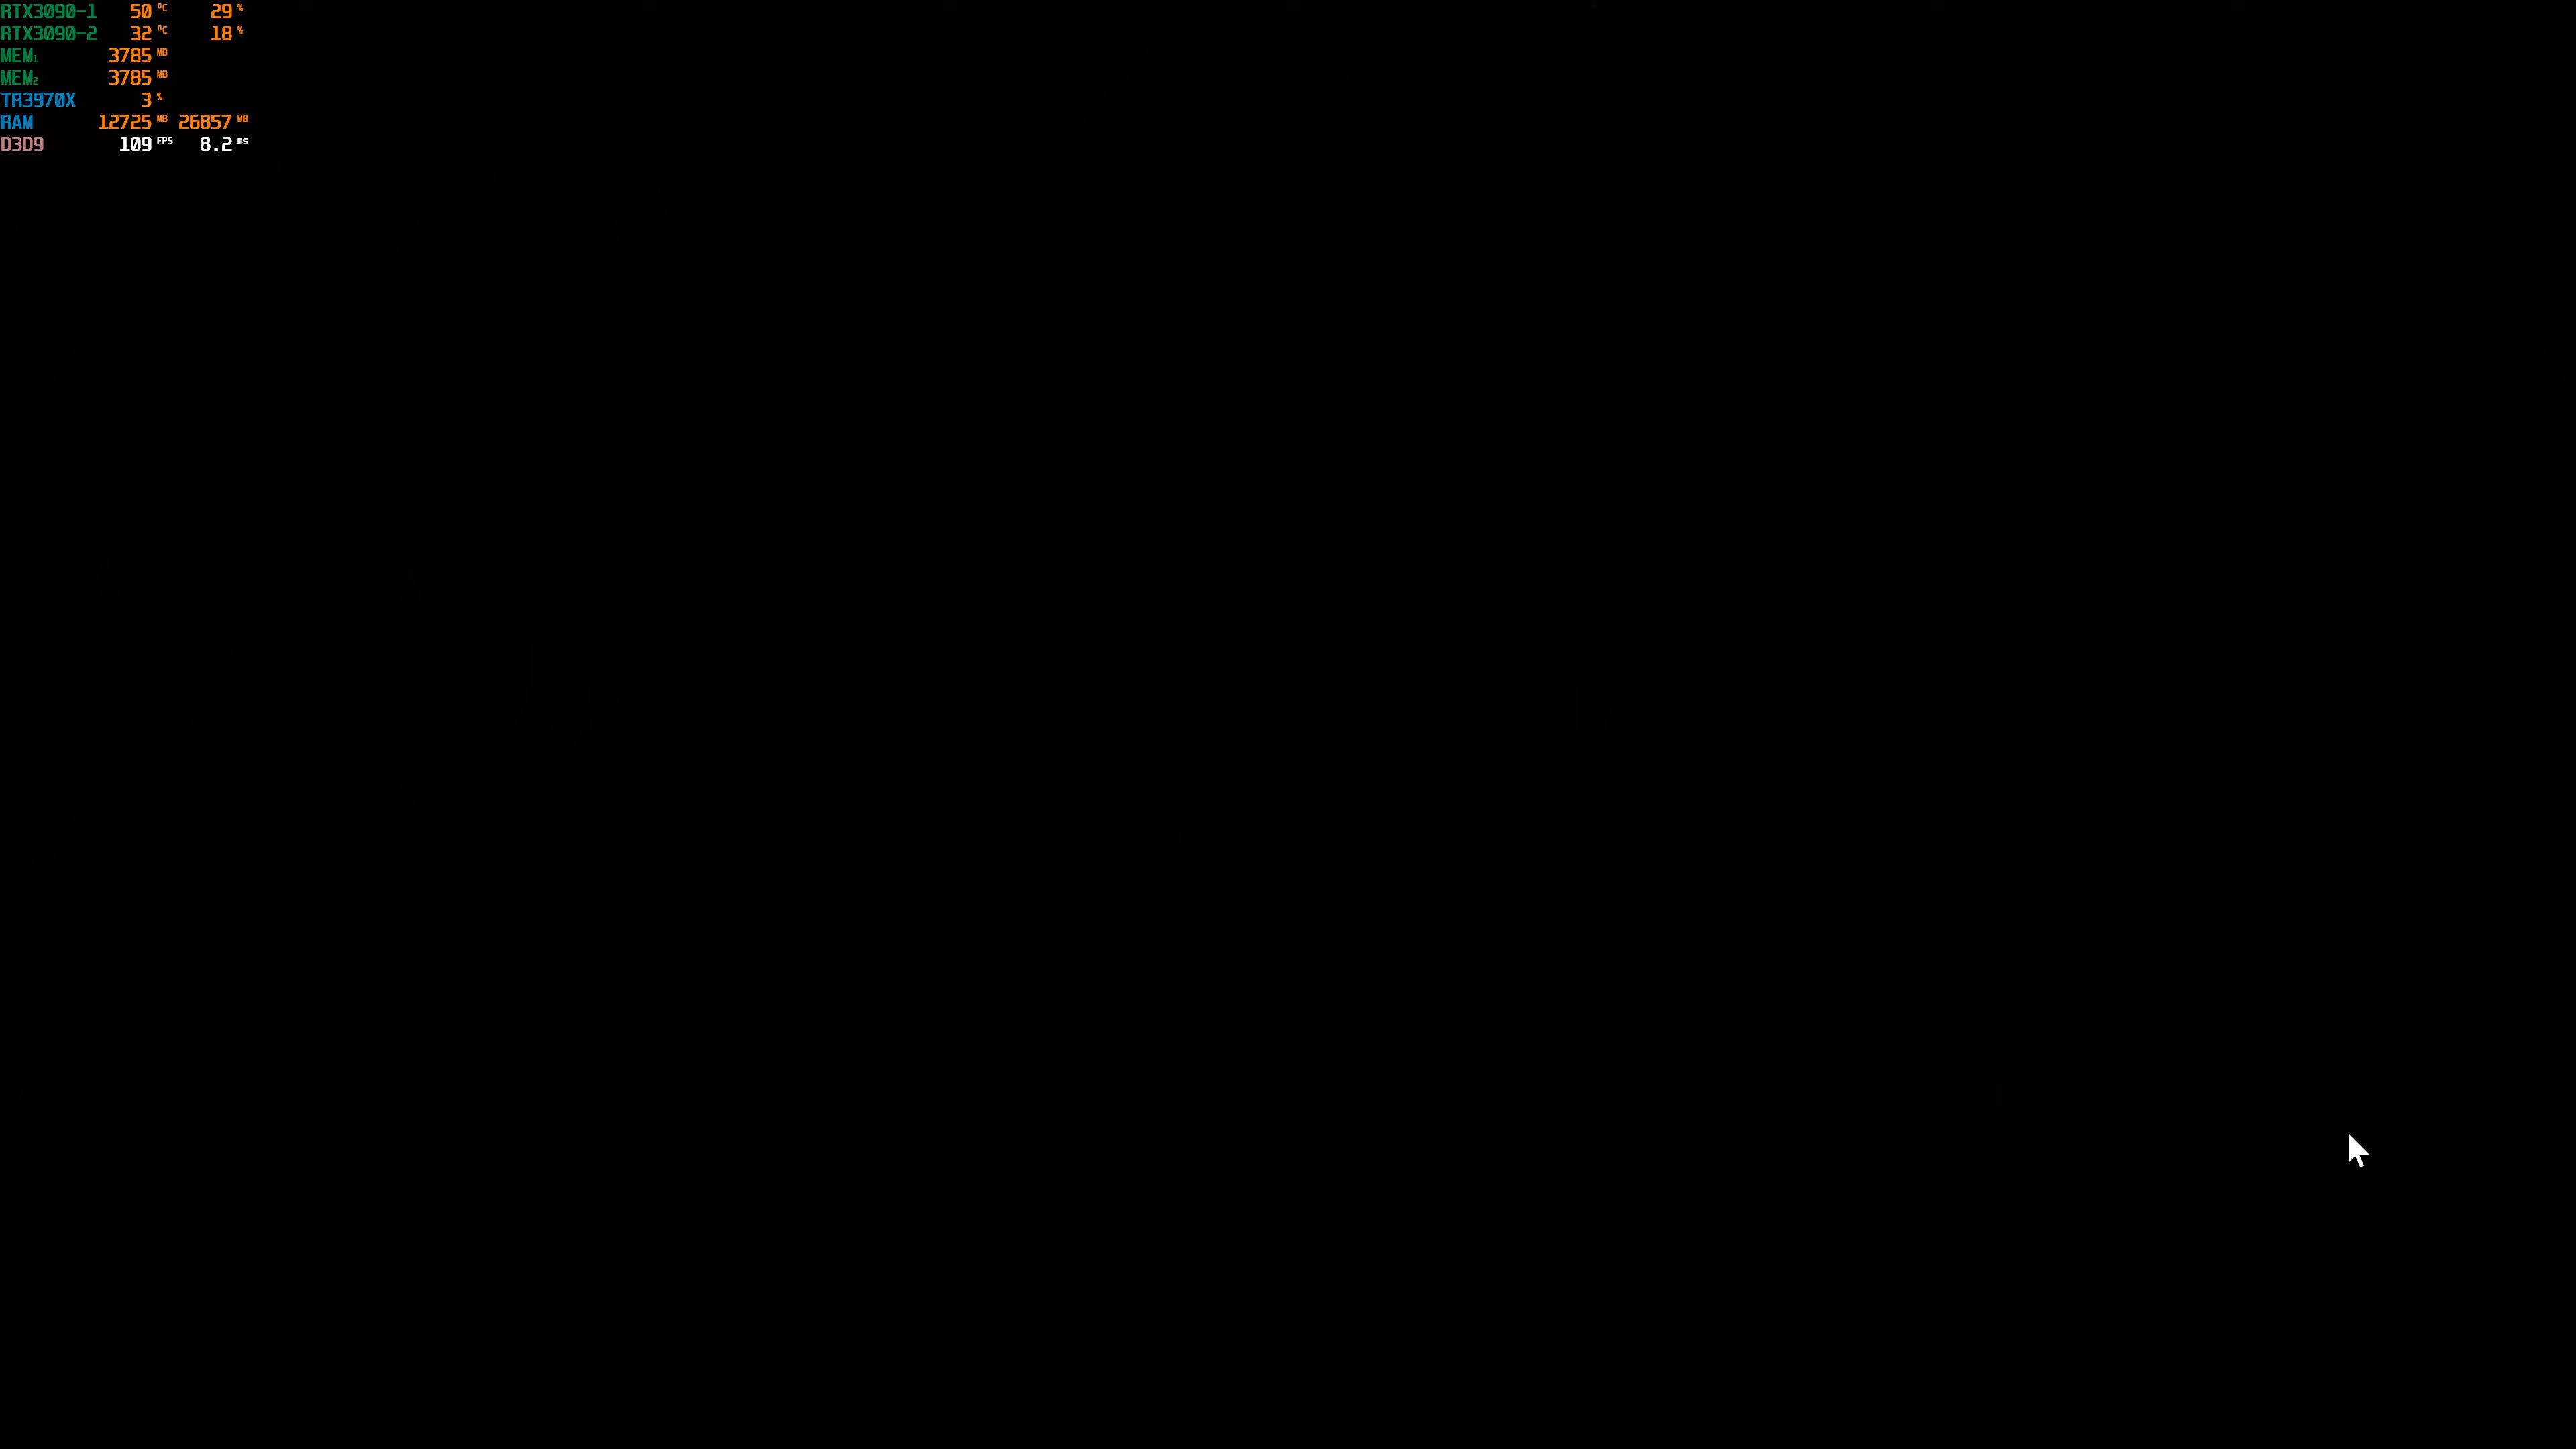 RTX3090-1 50 °C 29 %
RTX3090-2 32 °C 18 %
MEM1 3785 MB
MEM2 3785 MB
TR3970X 3 %
RAM 12725 MB 26857 MB
D3D9 109 FPS 8.2 ms